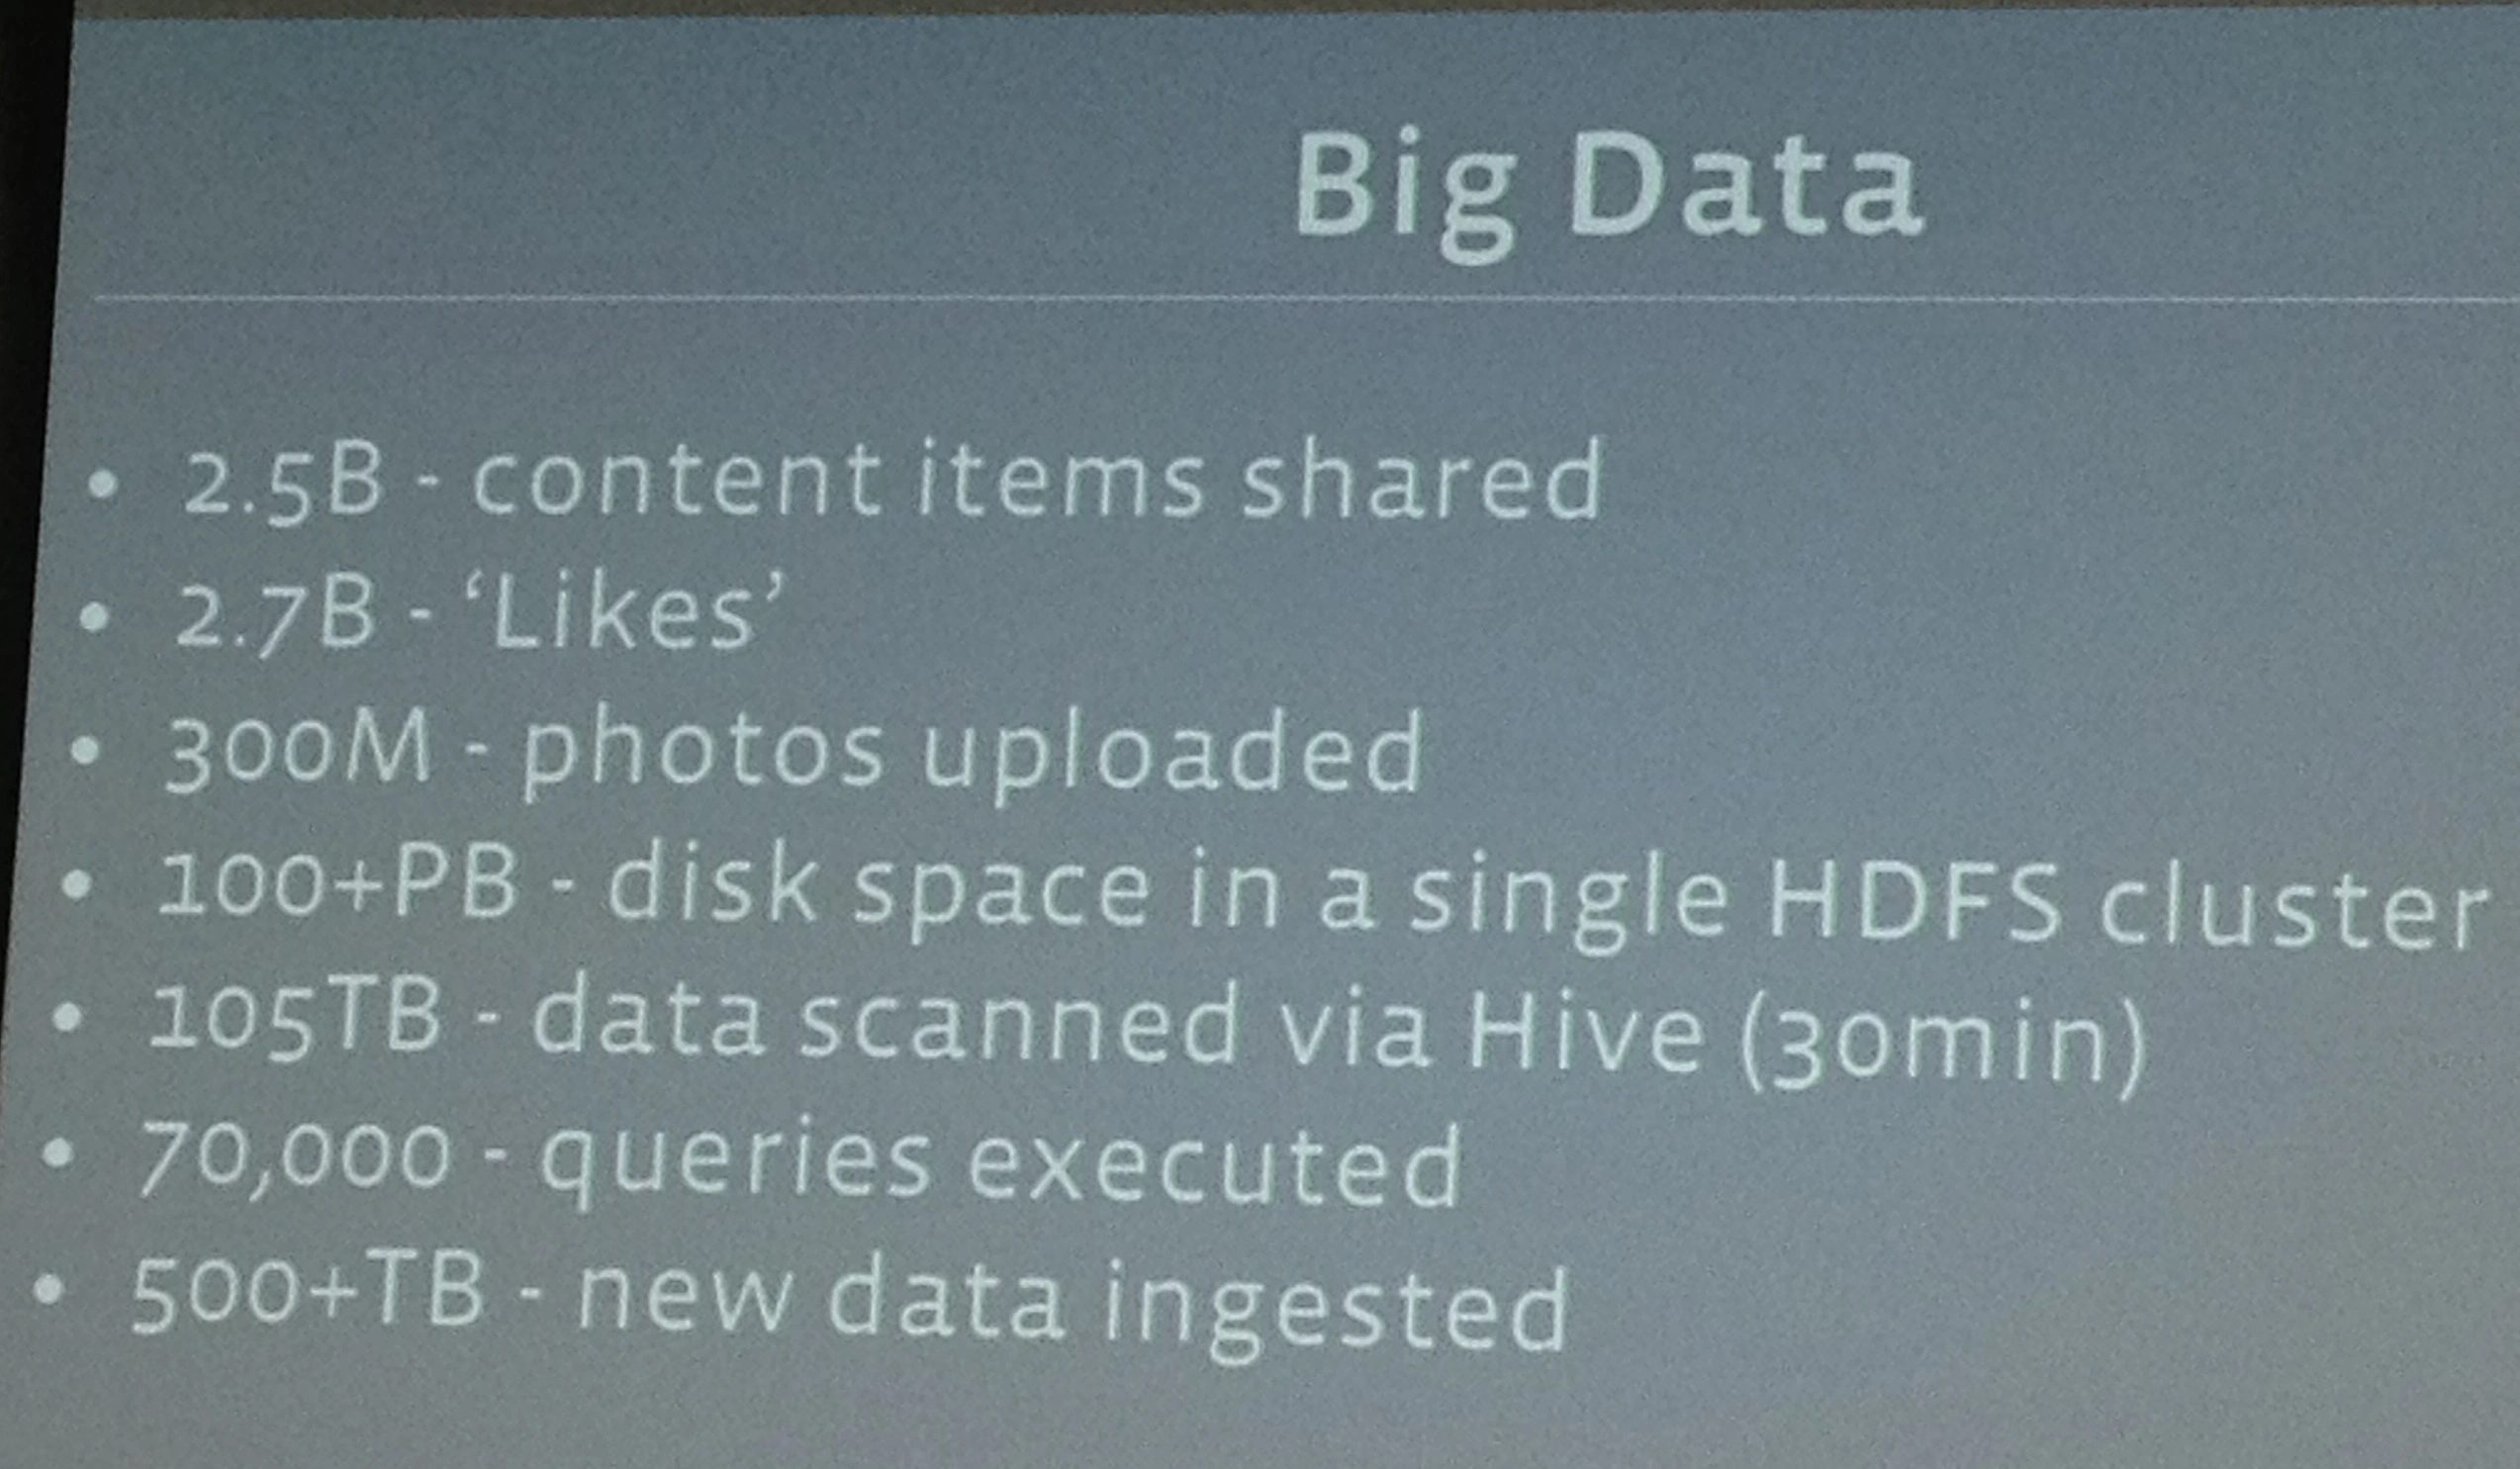 Big Data
• 2.5B - content items shared
• 2.7B - ‘Likes’
• 300M - photos uploaded
• 100+PB - disk space in a single HDFS cluster
• 105TB - data scanned via Hive (30min)
• 70,000 - queries executed
• 500+TB - new data ingested